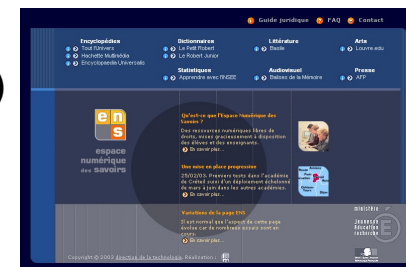 Guide juridique FAQ Contact
Encyclopédies
Tout l'Univers
Hachette Multimédia
Encyclopaedia Universalis
Dictionnaires
Le Petit Robert
Le Robert Junior
Statistiques
Apprendre avec l'INSEE
Littérature
Basile
Audiovisuel
Balises de la Mémoire
Arts
Louvre.edu
Presse
AFP
ens
espace
numérique
des savoirs
Qu'est-ce que l'Espace Numérique des
Savoirs ?
Des ressources numériques libres de
droits, mises gracieusement à disposition
des élèves et des enseignants.
En savoir plus...
Une mise en place progressive
25/02/03. Premiers tests dans l'académie
de Créteil suivi d'un déploiement échelonné
de mars à juin dans les autres académies.
En savoir plus...
Variations de la page ENS
Il est normal que l'aspect de cette page
évolue car de nombreux essais sont en
cours.
En savoir plus...
ministère
jeunesse
éducation
recherche
Copyright © 2003 direction de la technologie. Réalisation :